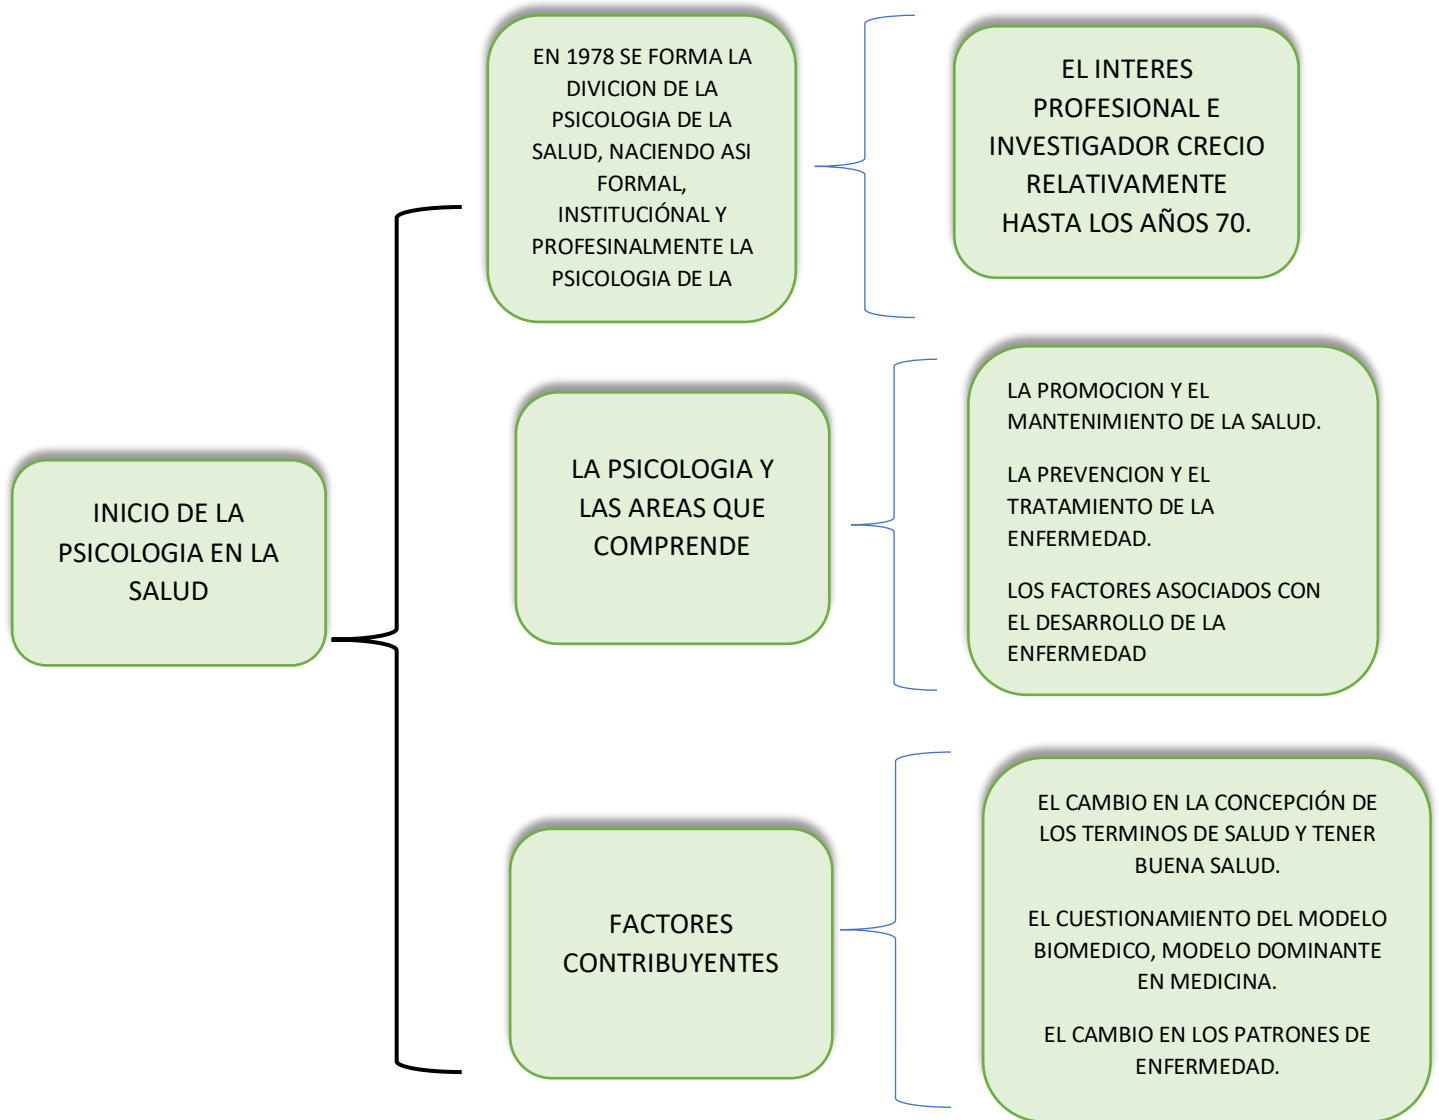 INICIO DE LA
PSICOLOGIA EN LA
SALUD
EN 1978 SE FORMA LA
DIVICION DE LA
PSICOLOGIA DE LA
SALUD, NACIENDO ASI
FORMAL,
INSTITUCIÓNAL Y
PROFESINALMENTE LA
PSICOLOGIA DE LA
EL INTERES
PROFESIONAL E
INVESTIGADOR CRECIO
RELATIVAMENTE
HASTA LOS AÑOS 70.
LA PSICOLOGIA Y
LAS AREAS QUE
COMPRENDE
LA PROMOCION Y EL
MANTENIMIENTO DE LA SALUD.
LA PREVENCION Y EL
TRATAMIENTO DE LA
ENFERMEDAD.
LOS FACTORES ASOCIADOS CON
EL DESARROLLO DE LA
ENFERMEDAD
FACTORES
CONTRIBUYENTES
EL CAMBIO EN LA CONCEPCIÓN DE
LOS TERMINOS DE SALUD Y TENER
BUENA SALUD.
EL CUESTIONAMIENTO DEL MODELO
BIOMEDICO, MODELO DOMINANTE
EN MEDICINA.
EL CAMBIO EN LOS PATRONES DE
ENFERMEDAD.